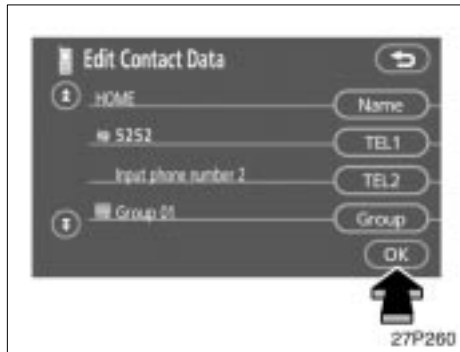 Edit Contact Data
HOME
Name
5252
TEL1
Input phone number 2
TEL2
Group 01
Group
OK
27P260